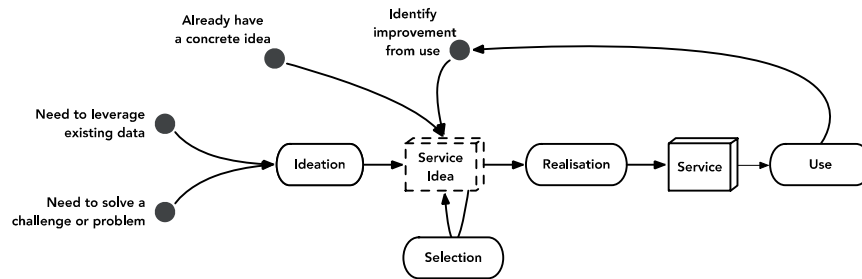 Already have
a concrete idea
Identify
improvement
from use
Need to leverage
existing data
Ideation
Service
Idea
Realisation
Service
Use
Need to solve a
challenge or problem
Selection